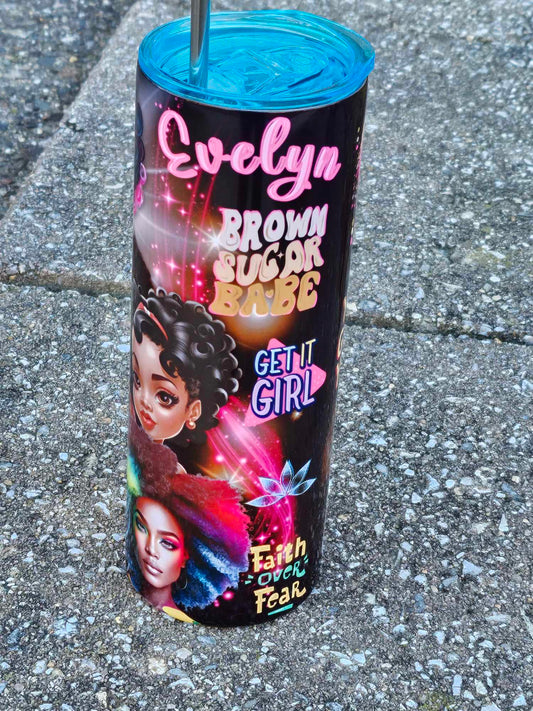 Evelyn
BROWN
SUGAR
BABE
GET IT
GIRL
Faith
OVER
FEAR